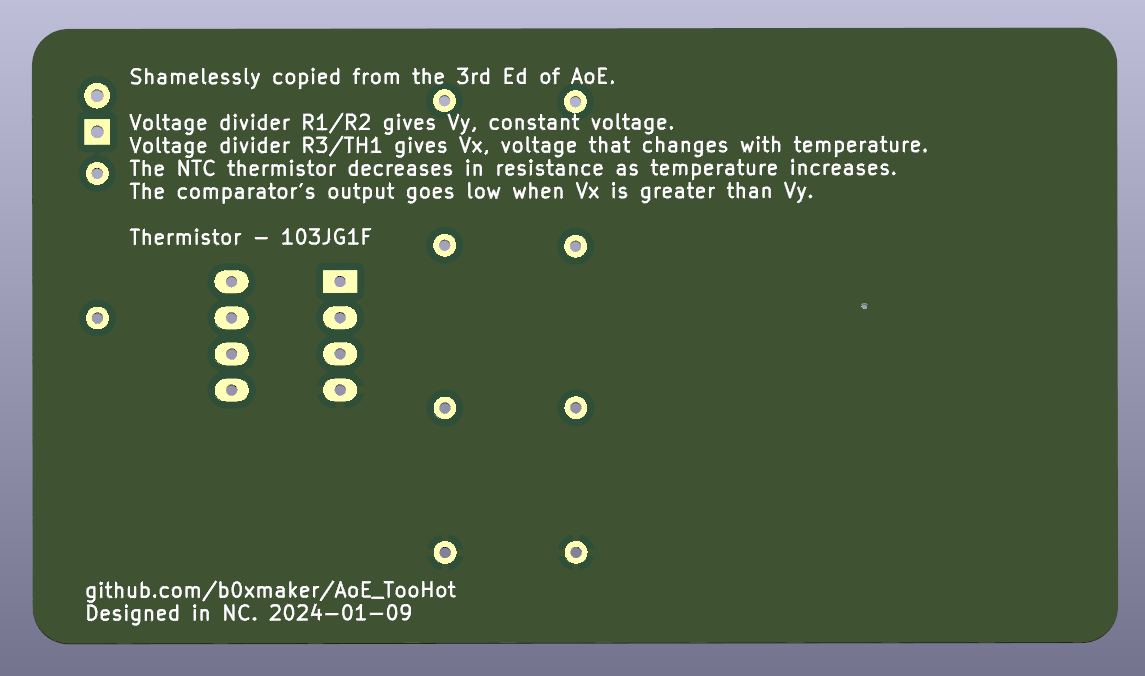 Shamelessly copied from the 3rd Ed of AoE.
Voltage divider R1/R2 gives Vy, constant voltage.
Voltage divider R3/TH1 gives Vx, voltage that changes with temperature.
The NTC thermistor decreases in resistance as temperature increases.
The comparator's output goes low when Vx is greater than Vy.
Thermistor – 103JG1F
github.com/b0xmaker/AoE_TooHot
Designed in NC. 2024-01-09